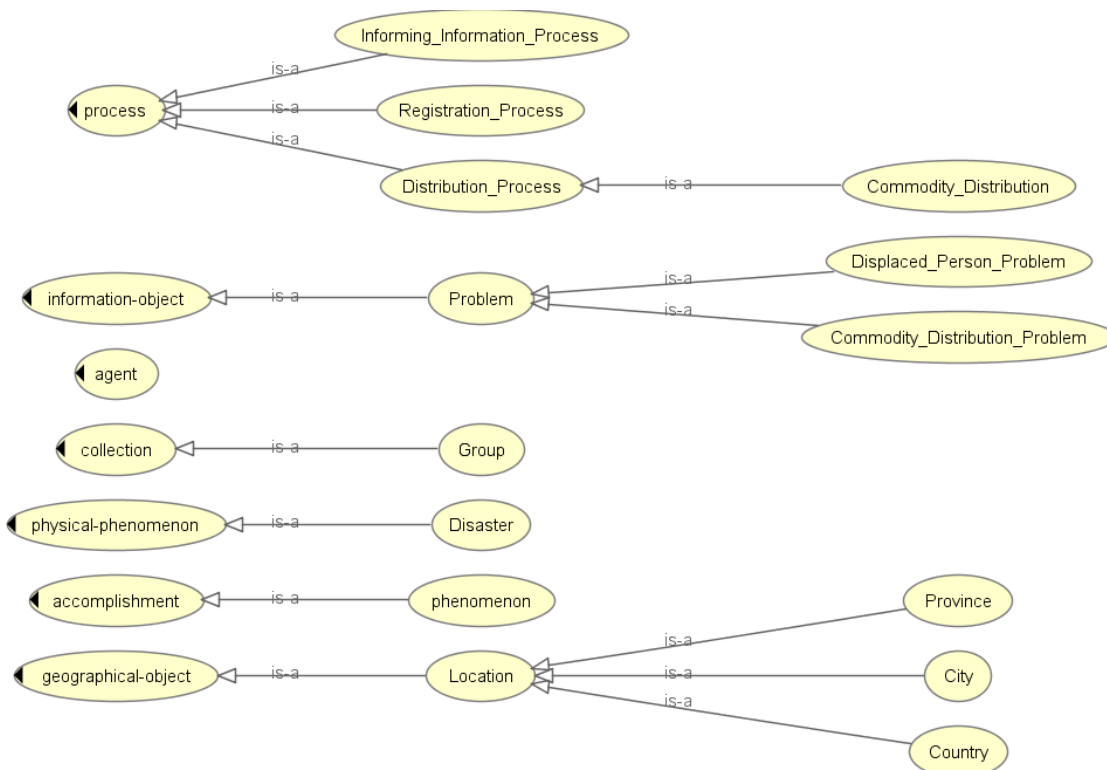 Informing_Information_Process
is-a
process
is-a
Registration_Process
is-a
Distribution_Process
is-a
Commodity_Distribution
Displaced_Person_Problem
is-a
information-object
is-a
Problem
is-a
Commodity_Distribution_Problem
agent
collection
is-a
Group
physical-phenomenon
is-a
Disaster
accomplishment
is-a
phenomenon
Province
is-a
geographical-object
is-a
Location
is-a
City
is-a
Country